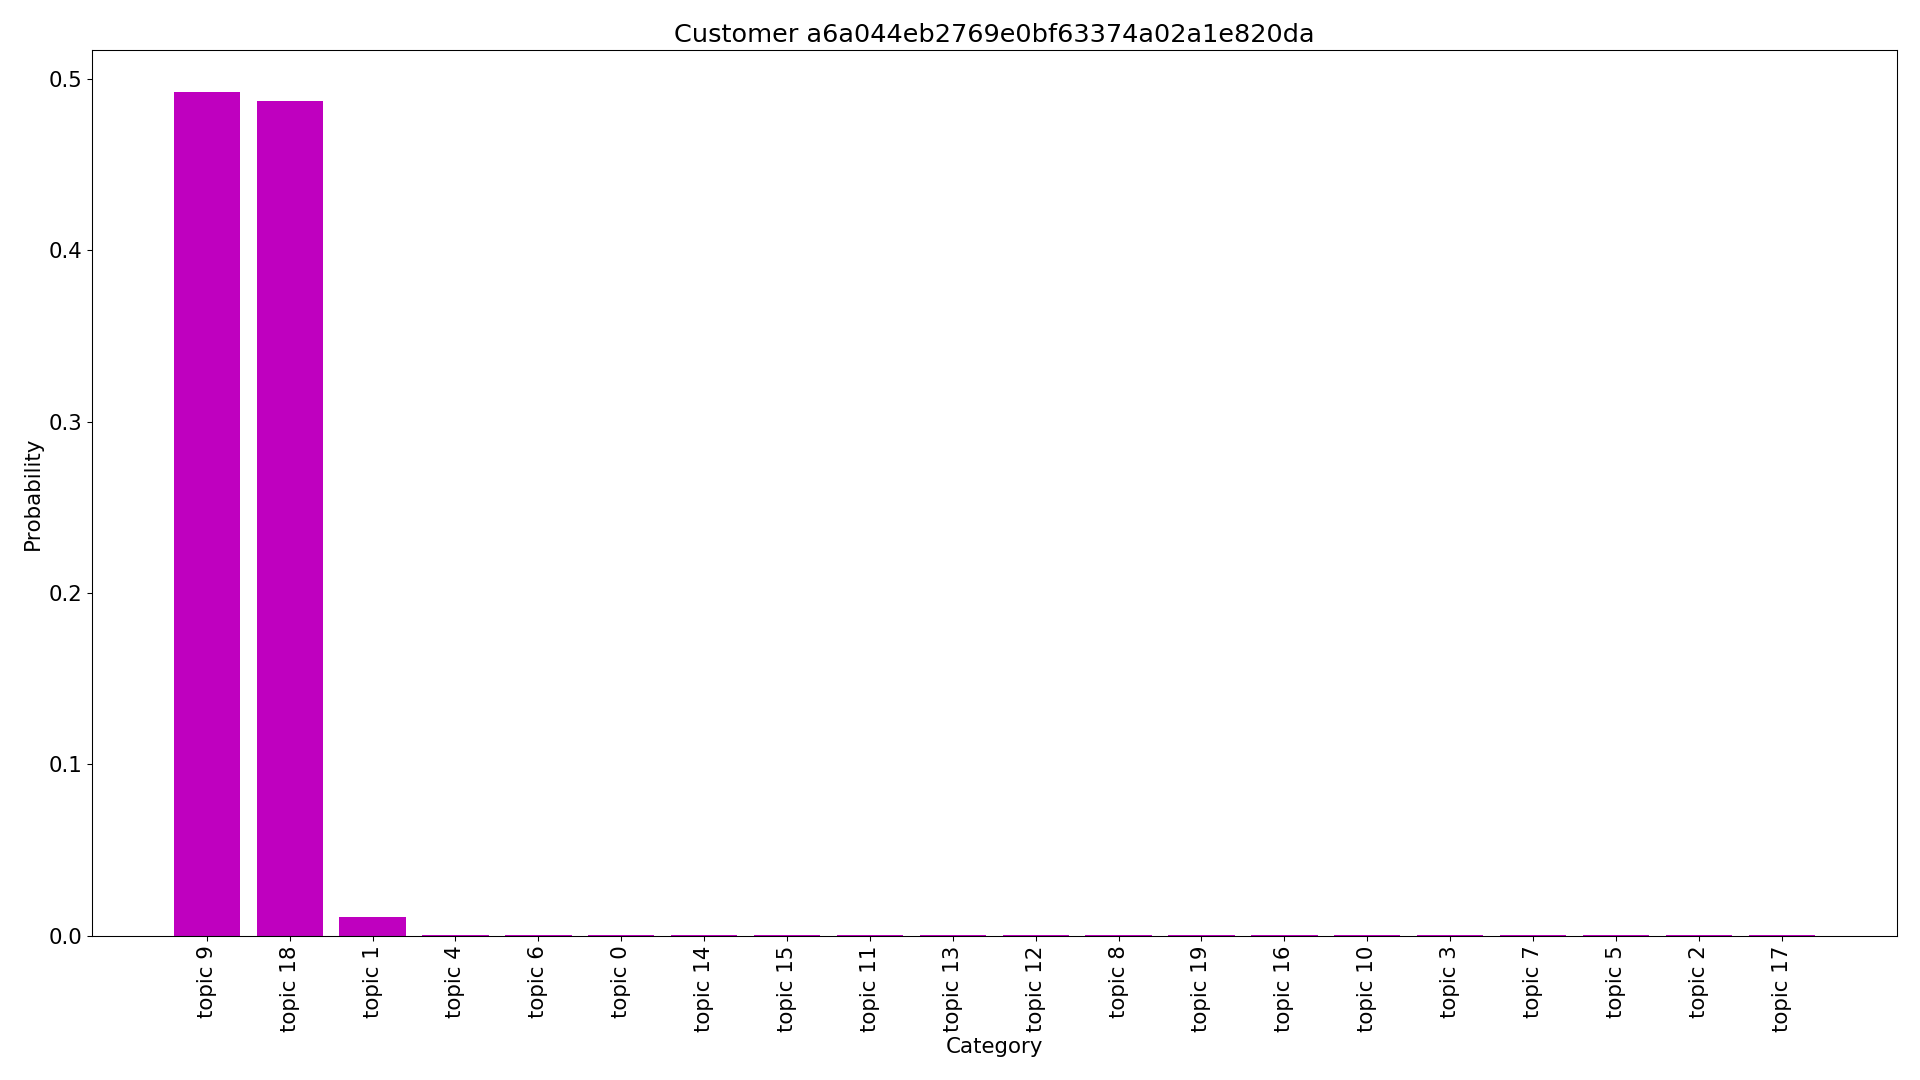 Customer a6a044eb2769e0bf63374a02a1e820da
Probability
0.5
0.4
0.3
0.2
0.1
0.0
topic 9
topic 18
topic 1
topic 4
topic 6
topic 0
topic 14
topic 15
topic 11
topic 13
topic 12
topic 8
topic 19
topic 16
topic 10
topic 3
topic 7
topic 5
topic 2
topic 17
Category